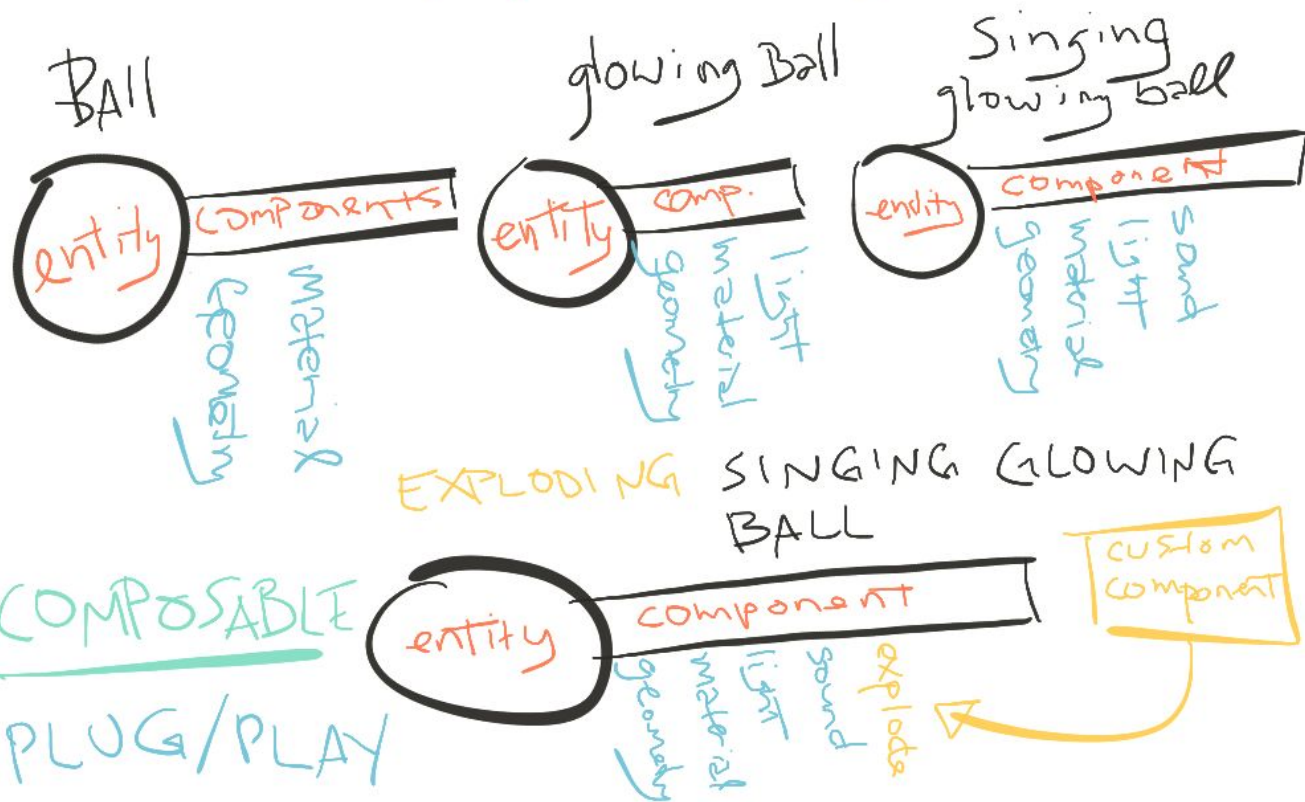 BAll
entity
components
Geometry
material
glowing Ball
entity
comp.
geometry
material
light
Singing
glowing ball
entity
component
geometry
material
light
sound
EXPLODING SINGING GLOWING
BALL
COMPOSABLE
PLUG/PLAY
entity
component
geometry
material
light
sound
explode
custom
component